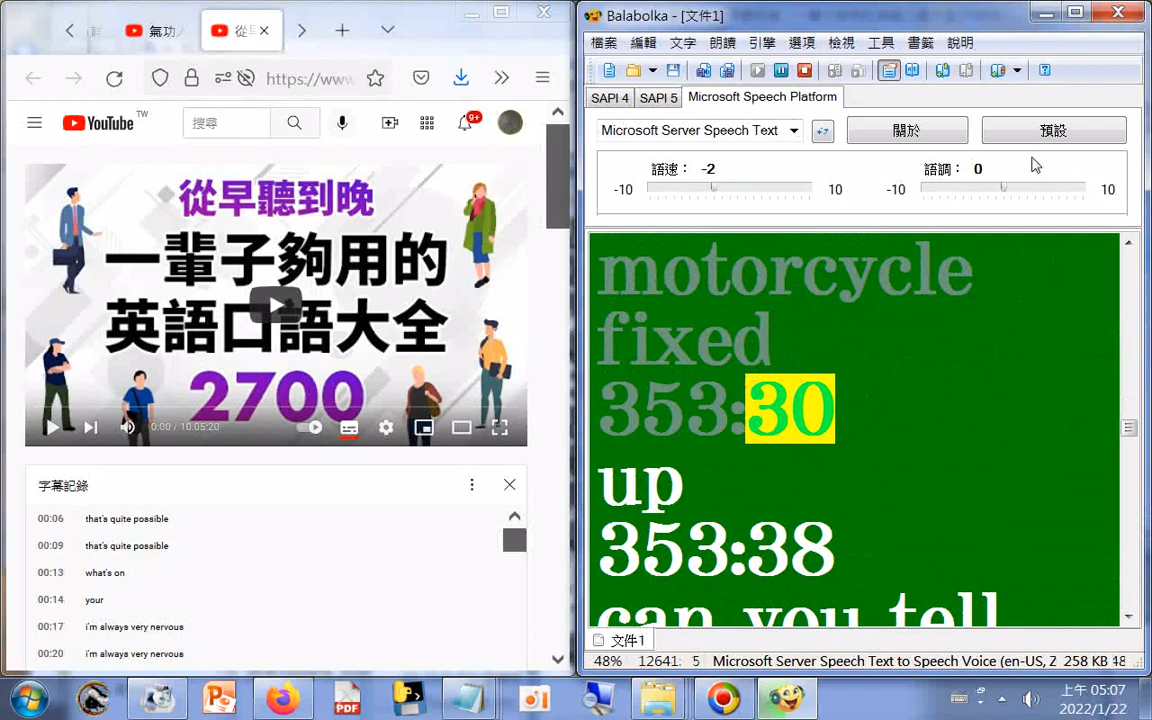 氣功
從
https://www
YouTube TW
搜尋
9+
從早聽到晚
一輩子夠用的
英語口語大全
2700
0:00 / 10:05:20
字幕記錄
00:06 that's quite possible
00:09 that's quite possible
00:13 what's on
00:14 your
00:17 i'm always very nervous
00:20 i'm always very nervous
Balabolka - [文件1]
檔案 編輯 文字 朗讀 引擎 選項 檢視 工具 書籤 說明
SAPI 4 SAPI 5 Microsoft Speech Platform
Microsoft Server Speech Text 關於 預設
語速： -2 語調： 0
-10 10 -10 10
motorcycle
fixed
353:30
up
353:38
can you tell
文件1
48% 12641: 5 Microsoft Server Speech Text to Speech Voice (en-US, Z 258 KB 48
PDF
上午 05:07
2022/1/22